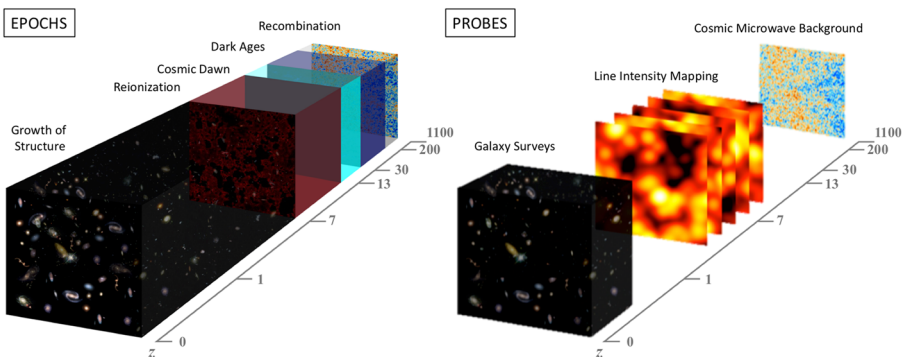 EPOCHS
Recombination
Dark Ages
Cosmic Dawn
Reionization
Growth of
Structure
1100
200
30
13
7
1
0
z
PROBES
Cosmic Microwave Background
Line Intensity Mapping
Galaxy Surveys
1100
200
30
13
7
1
0
z